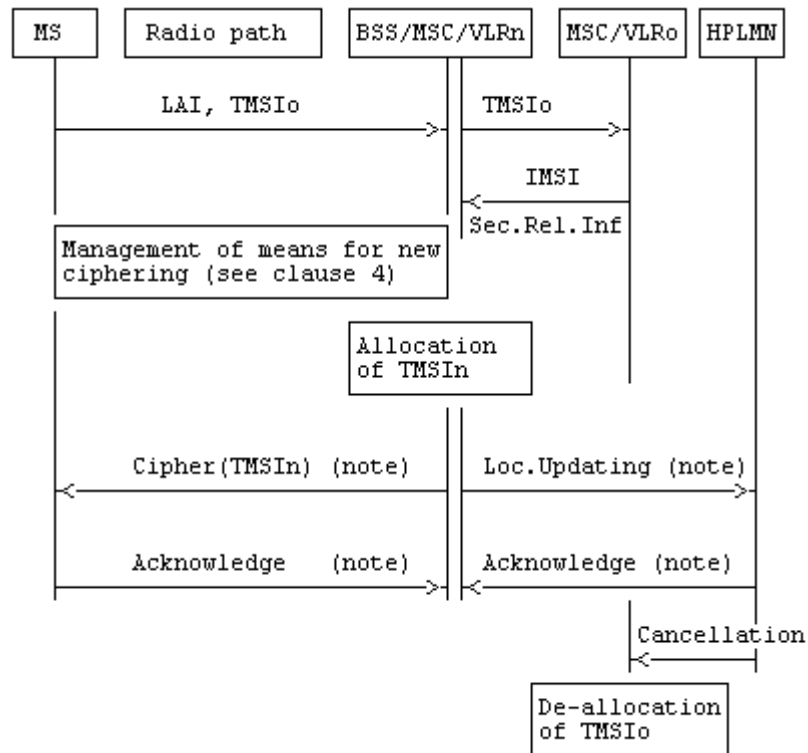 MS Radio path BSS/MSC/VLRn MSC/VLRo HPLMN
LAI, TMSIo TMSIo
IMSI
Sec.Rel.Inf
Management of means for new
ciphering (see clause 4)
Allocation
of TMSIn
Cipher(TMSIn) (note) Loc.Updating (note)
Acknowledge (note) Acknowledge (note)
Cancellation
De-allocation
of TMSIo